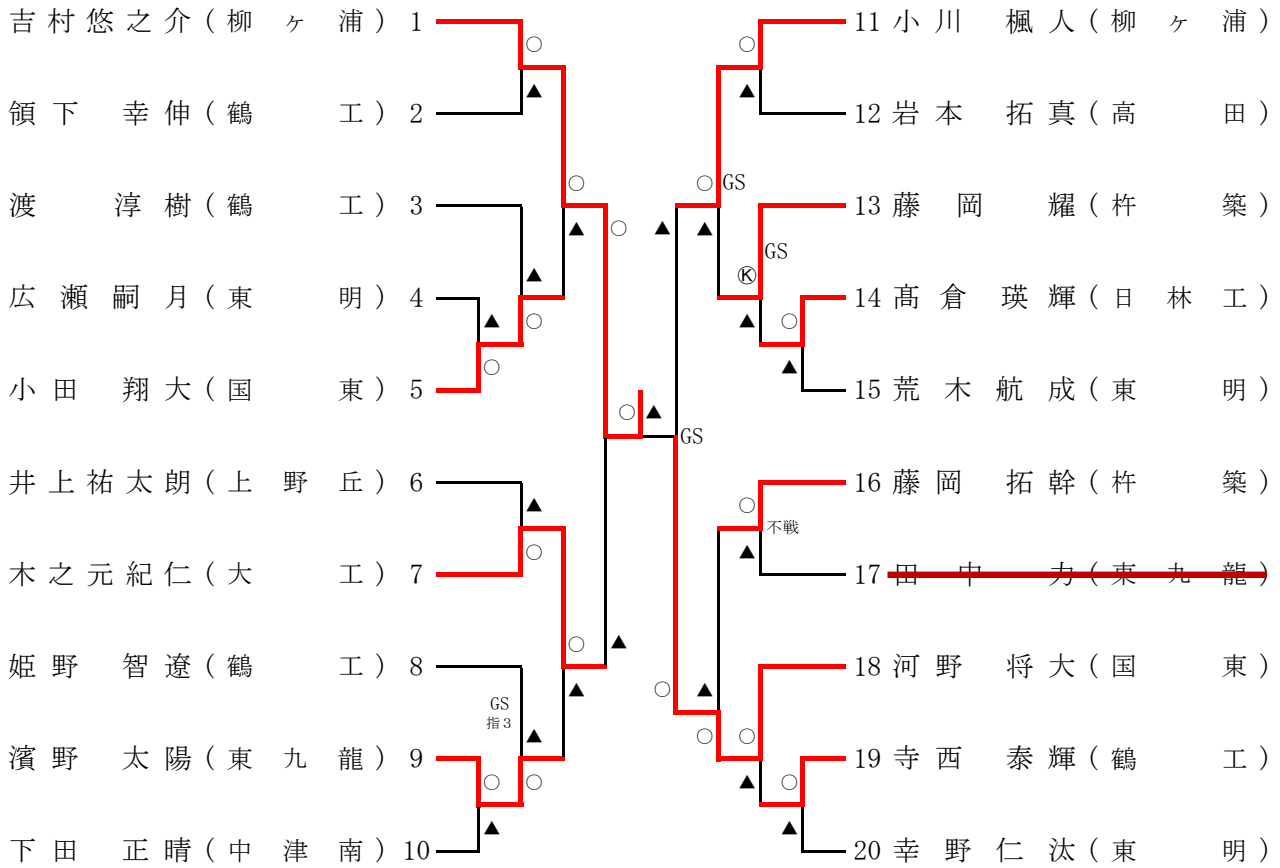 吉村悠之介(柳ヶ浦) 1
領下 幸伸(鶴 工) 2
渡 淳樹(鶴 工) 3
広瀬嗣月(東 明) 4
小田 翔大(国 東) 5
井上祐太朗(上野丘) 6
木之元紀仁(大 工) 7
姫野 智遼(鶴 工) 8
濱野 太陽(東九龍) 9
下田 正晴(中津南) 10
○
▲
○
▲
▲
○
▲
○
▲
○
▲
○
○
▲
GS
指3
▲
○
○
▲
○
▲
○
▲
GS
○
▲
○
GS
▲
▲
GS
Ⓚ
▲
○
▲
○
不戦
▲
○
▲
○
○
▲
○
▲
11 小川 楓人(柳ヶ浦)
12 岩本 拓真(高 田)
13 藤岡 耀(杵 築)
14 髙倉 瑛輝(日林工)
15 荒木航成(東 明)
16 藤岡 拓幹(杵 築)
17 田中 力(東九龍)
18 河野 将大(国 東)
19 寺西 泰輝(鶴 工)
20 幸野仁汰(東 明)